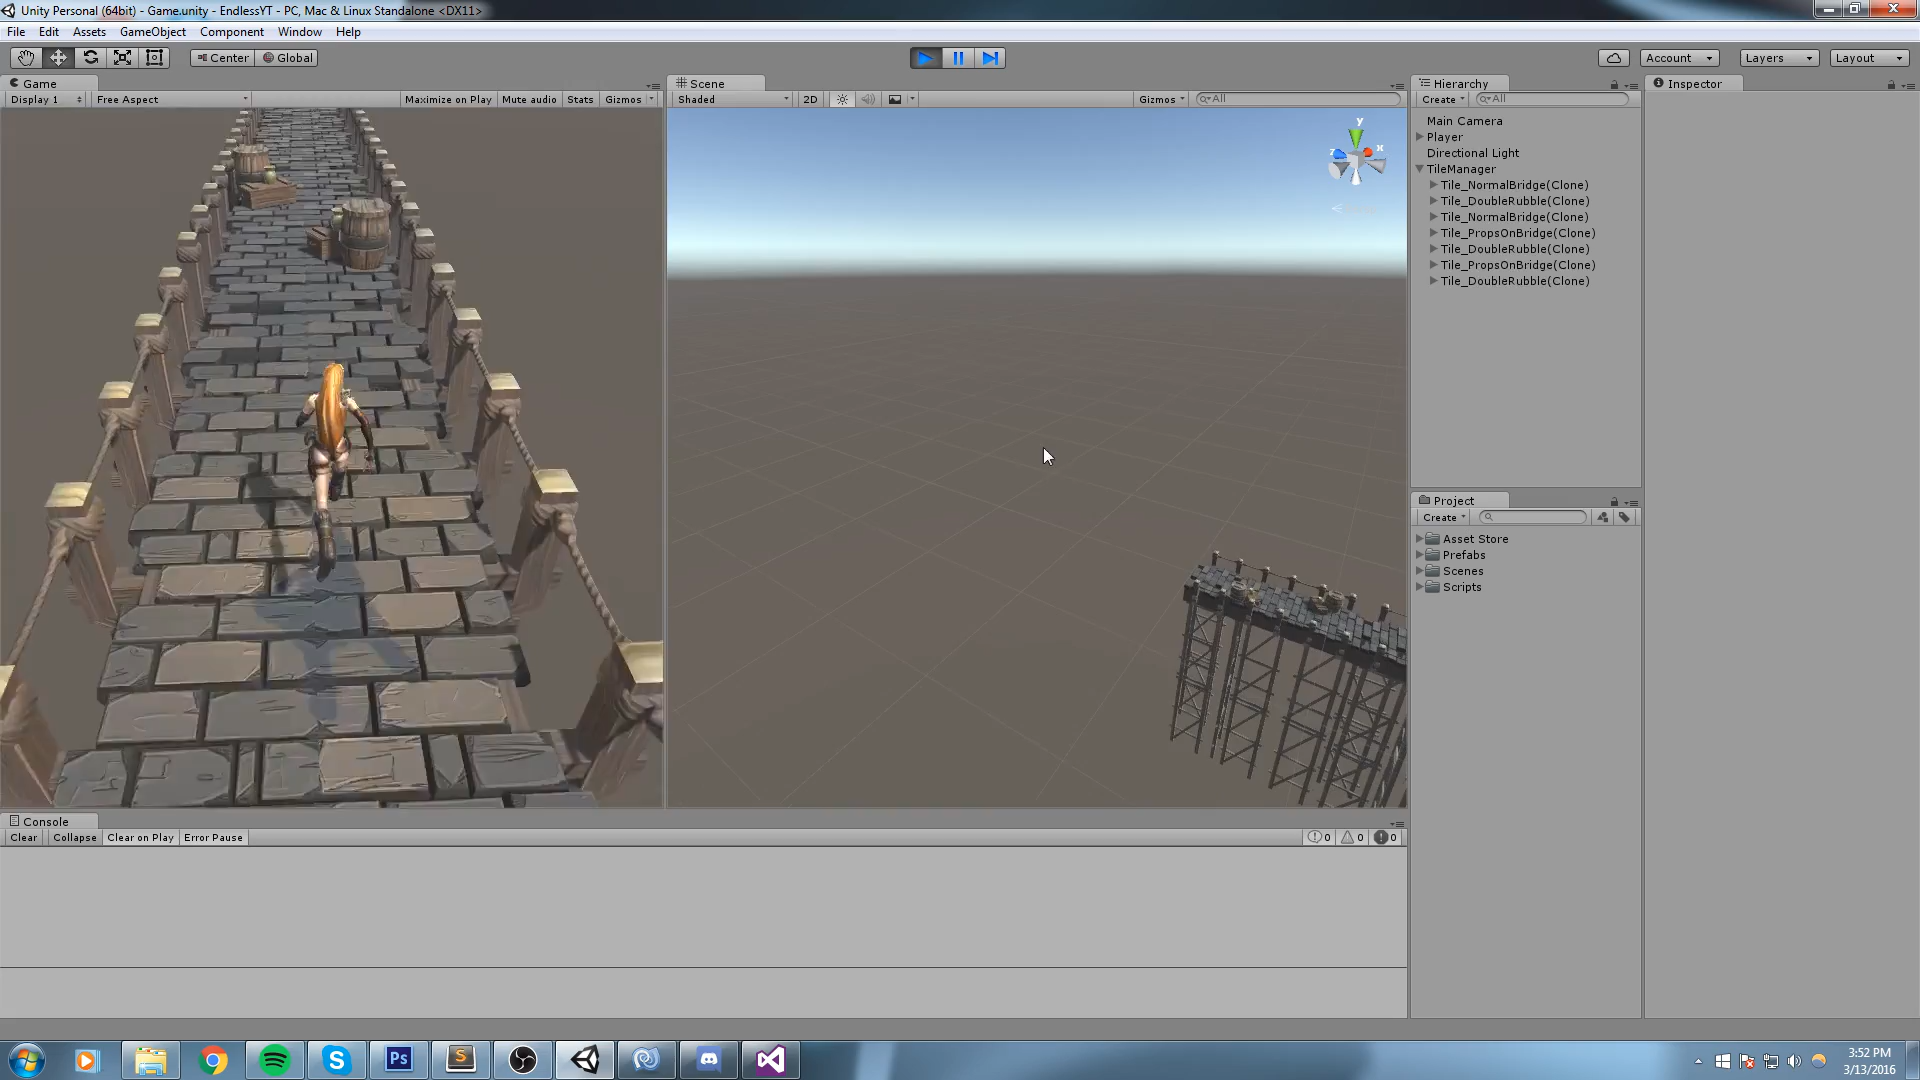 Unity Personal (64bit) - Game.unity - EndlessYT - PC, Mac & Linux Standalone <DX11>
File Edit Assets GameObject Component Window Help
Center Global Account Layers Layout
Game
Display 1 Free Aspect Maximize on Play Mute audio Stats Gizmos
Scene
Shaded 2D Gizmos All
y
z x
Hierarchy
Create All
Main Camera
Player
Directional Light
TileManager
Tile_NormalBridge(Clone)
Tile_DoubleRubble(Clone)
Tile_NormalBridge(Clone)
Tile_PropsOnBridge(Clone)
Tile_DoubleRubble(Clone)
Tile_PropsOnBridge(Clone)
Tile_DoubleRubble(Clone)
Project
Create
Asset Store
Prefabs
Scenes
Scripts
Inspector
Console
Clear Collapse Clear on Play Error Pause 0 0 0
Ps S
3:52 PM
3/13/2016